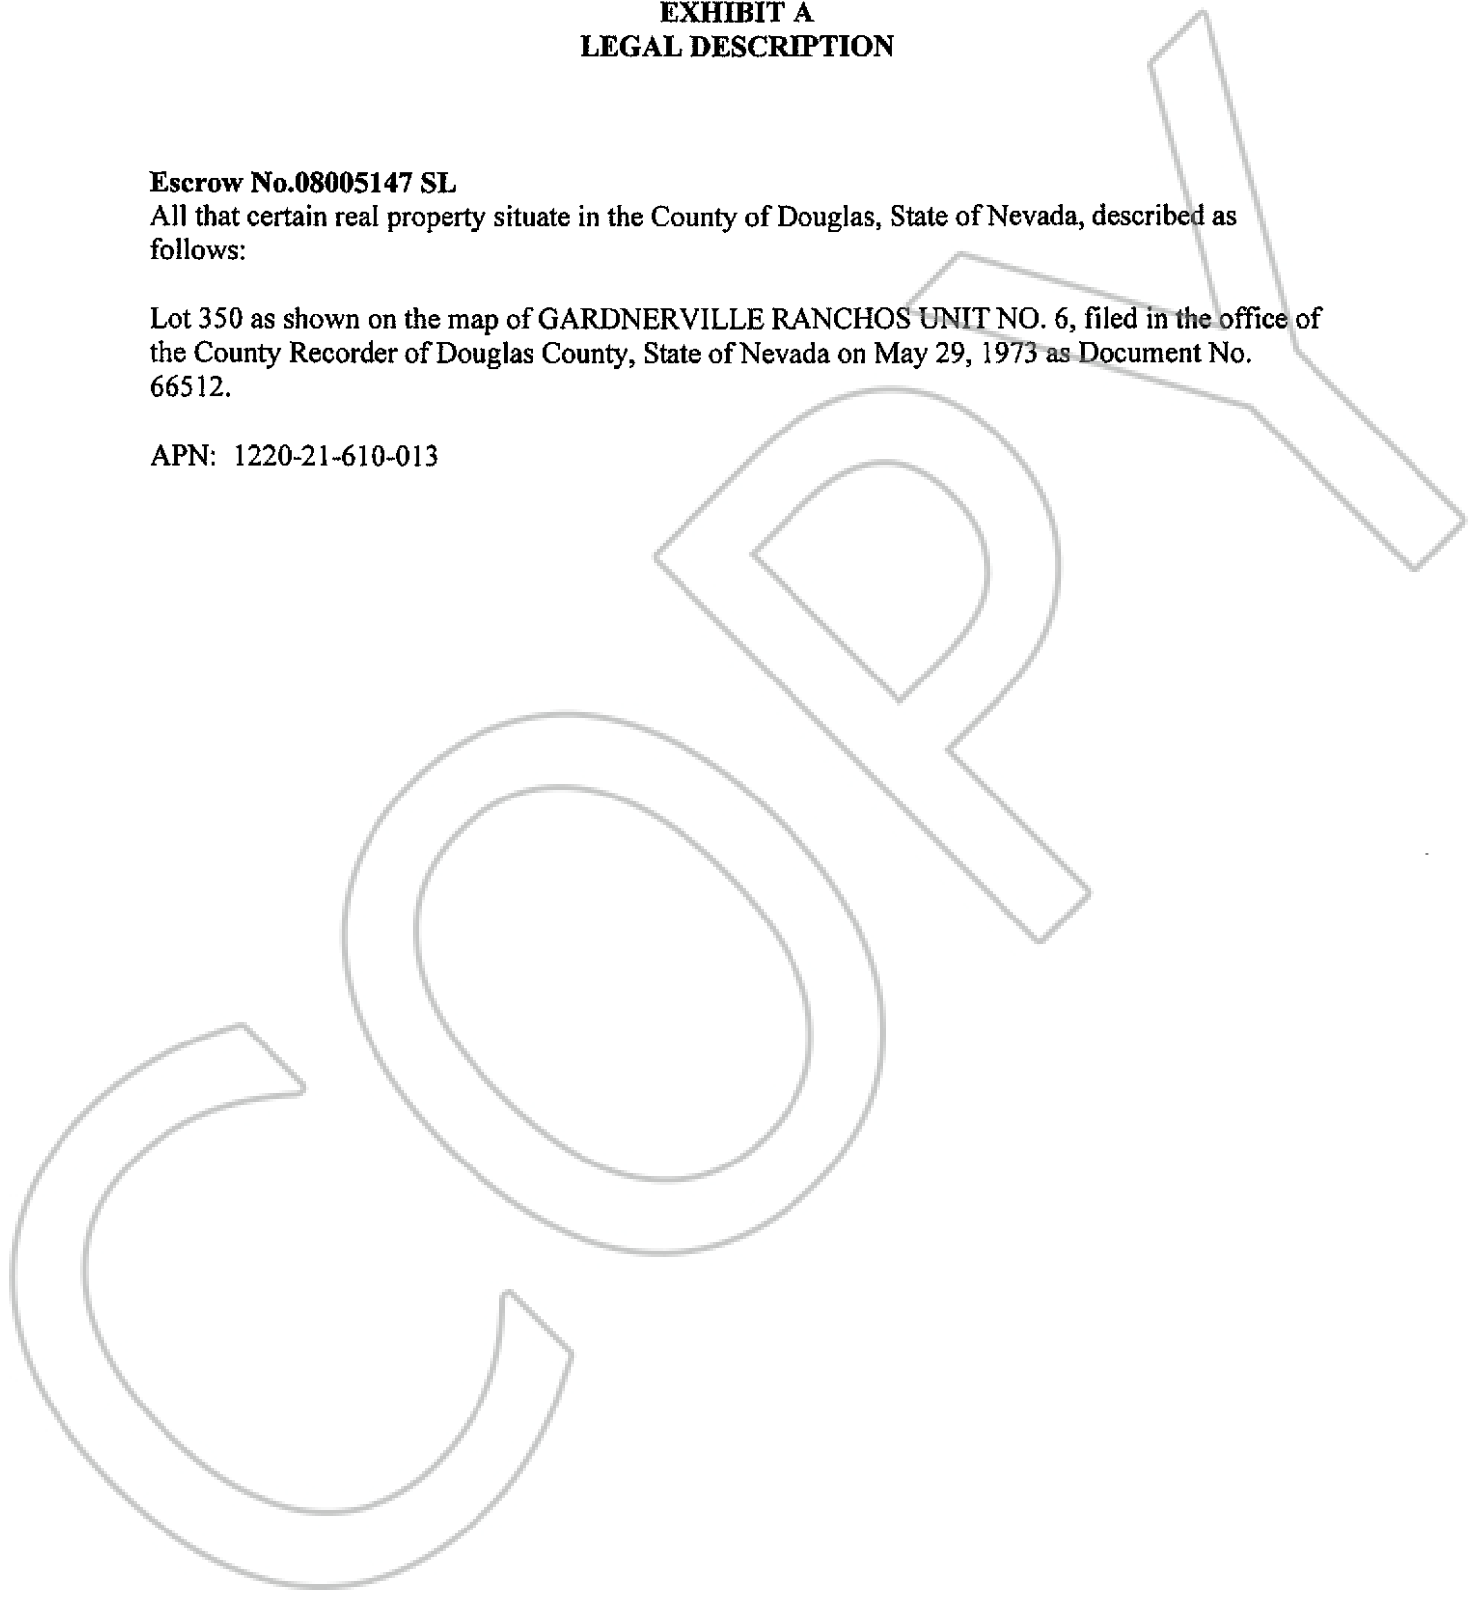 EXHIBIT A
LEGAL DESCRIPTION
Escrow No.08005147 SL
All that certain real property situate in the County of Douglas, State of Nevada, described as
follows:
Lot 350 as shown on the map of GARDNERVILLE RANCHOS UNIT NO. 6, filed in the office of
the County Recorder of Douglas County, State of Nevada on May 29, 1973 as Document No.
66512.
APN: 1220-21-610-013
COPY